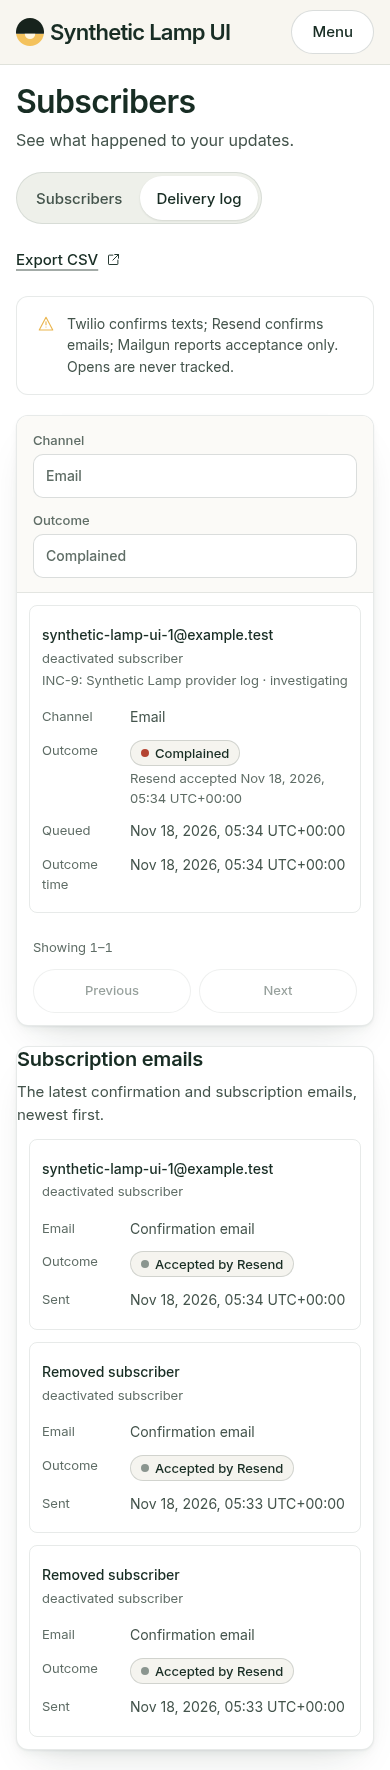 Synthetic Lamp UI
Menu
Subscribers
See what happened to your updates.
Subscribers
Delivery log
Export CSV
Twilio confirms texts; Resend confirms
emails; Mailgun reports acceptance only.
Opens are never tracked.
Channel
Email
Outcome
Complained
synthetic-lamp-ui-1@example.test
deactivated subscriber
INC-9: Synthetic Lamp provider log · investigating
Channel
Email
Outcome
Complained
Resend accepted Nov 18, 2026,
05:34 UTC+00:00
Queued
Nov 18, 2026, 05:34 UTC+00:00
Outcome
time
Nov 18, 2026, 05:34 UTC+00:00
Showing 1–1
Previous
Next
Subscription emails
The latest confirmation and subscription emails,
newest first.
synthetic-lamp-ui-1@example.test
deactivated subscriber
Email
Confirmation email
Outcome
Accepted by Resend
Sent
Nov 18, 2026, 05:34 UTC+00:00
Removed subscriber
deactivated subscriber
Email
Confirmation email
Outcome
Accepted by Resend
Sent
Nov 18, 2026, 05:33 UTC+00:00
Removed subscriber
deactivated subscriber
Email
Confirmation email
Outcome
Accepted by Resend
Sent
Nov 18, 2026, 05:33 UTC+00:00